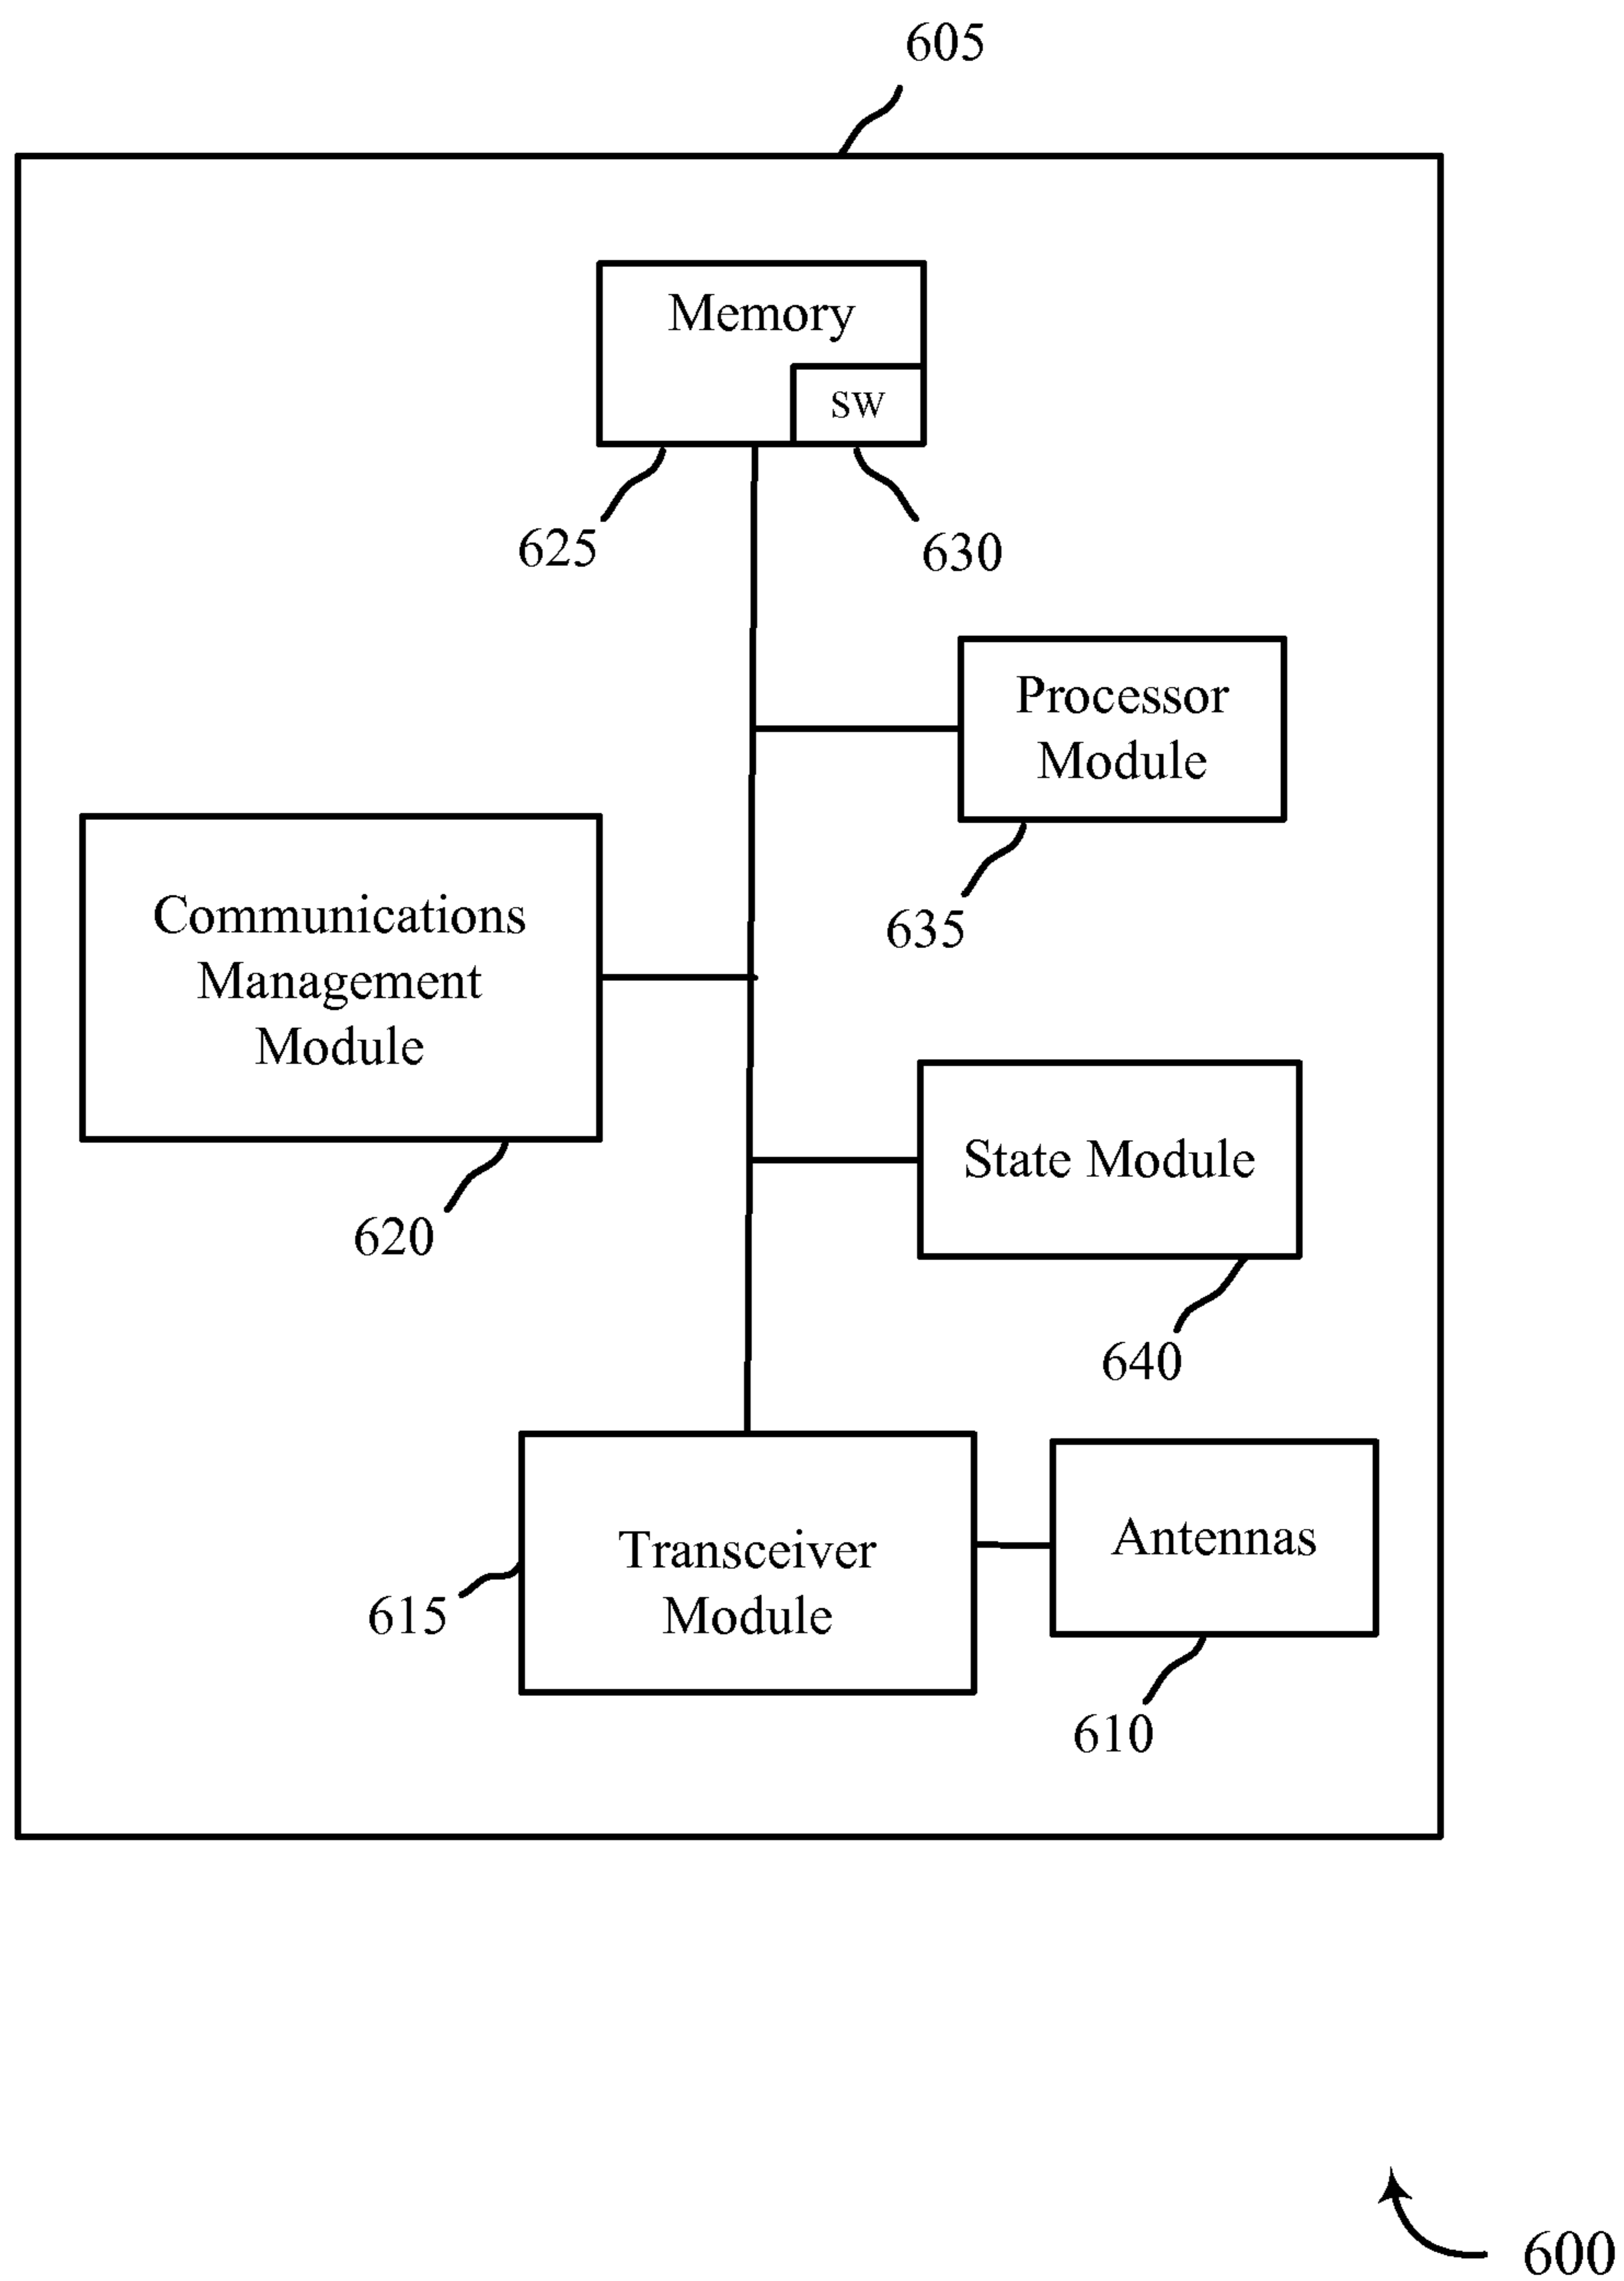 605
Memory
SW
625
630
Processor
Module
635
Communications
Management
Module
620
State Module
640
Transceiver
Module
615
Antennas
610
600